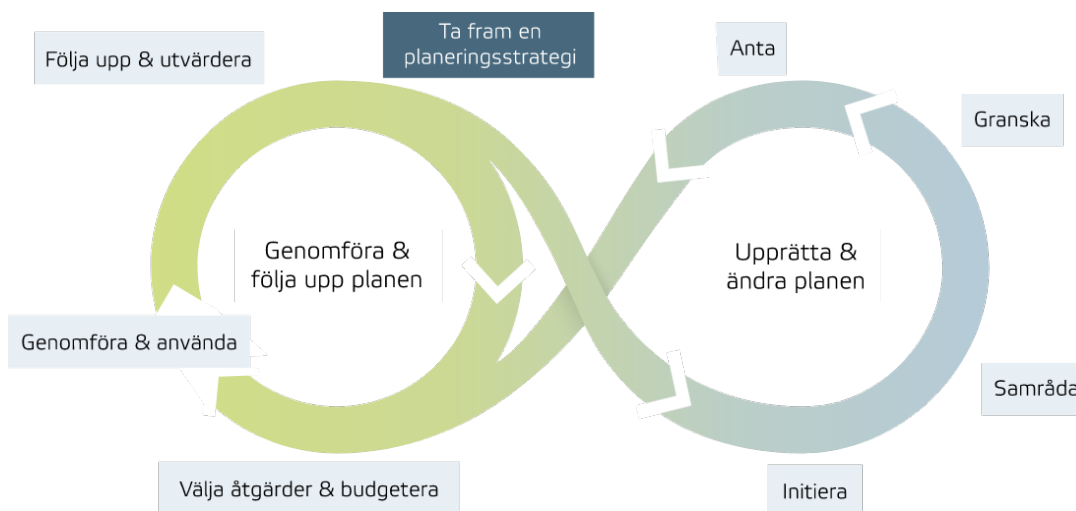 Följa upp & utvärdera
Ta fram en
planeringsstrategi
Anta
Granska
Genomföra &
följa upp planen
Upprätta &
ändra planen
Genomföra & använda
Samråda
Välja åtgärder & budgetera
Initiera